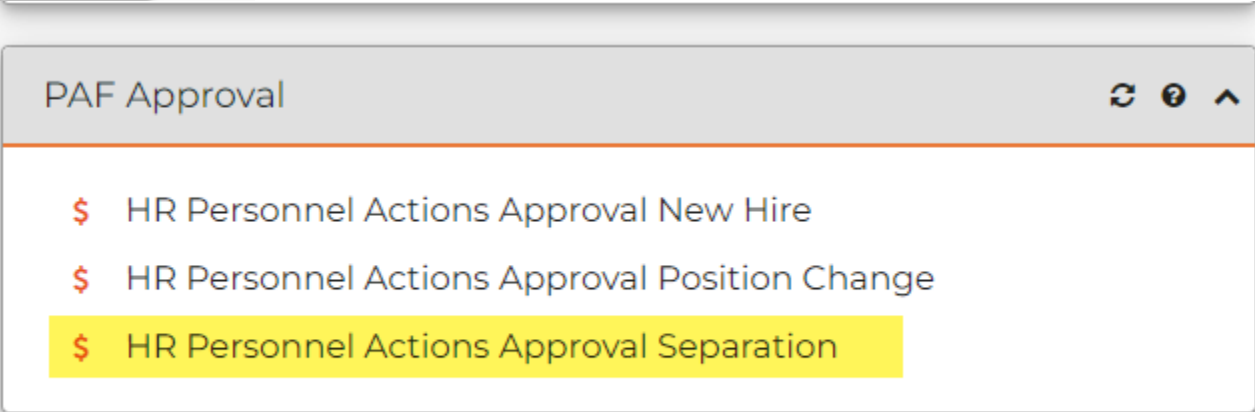 PAF Approval
$ HR Personnel Actions Approval New Hire
$ HR Personnel Actions Approval Position Change
$ HR Personnel Actions Approval Separation